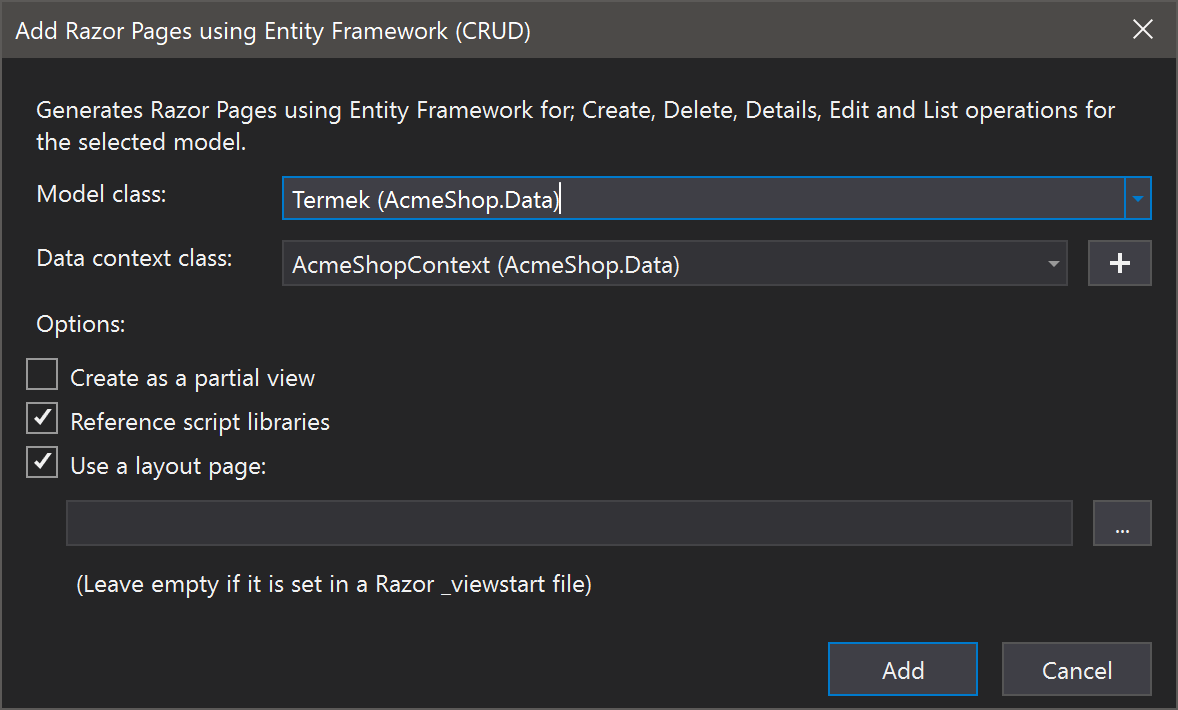 Add Razor Pages using Entity Framework (CRUD)
Generates Razor Pages using Entity Framework for; Create, Delete, Details, Edit and List operations for
the selected model.
Model class:
Termek (AcmeShop.Data)
Data context class:
AcmeShopContext (AcmeShop.Data)
+
Options:
Create as a partial view
Reference script libraries
Use a layout page:
...
(Leave empty if it is set in a Razor _viewstart file)
Add
Cancel